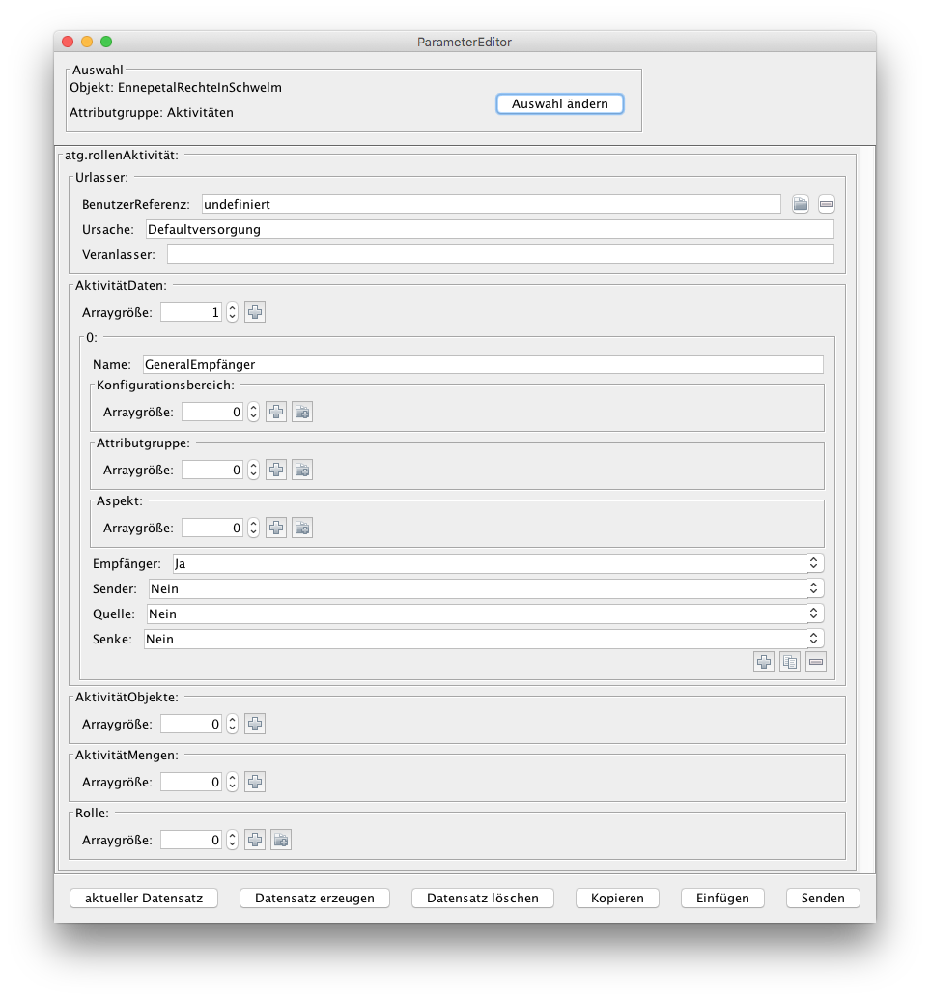 ParameterEditor
Auswahl
Objekt: EnnepetalRechteInSchwelm
Auswahl ändern
Attributgruppe: Aktivitäten
atg.rollenAktivität:
Urlasser:
BenutzerReferenz: undefiniert
Ursache: Defaultversorgung
Veranlasser:
AktivitätDaten:
Arraygröße: 1
0:
Name: GeneralEmpfänger
Konfigurationsbereich:
Arraygröße: 0
Attributgruppe:
Arraygröße: 0
Aspekt:
Arraygröße: 0
Empfänger: Ja
Sender: Nein
Quelle: Nein
Senke: Nein
AktivitätObjekte:
Arraygröße: 0
AktivitätMengen:
Arraygröße: 0
Rolle:
Arraygröße: 0
aktueller Datensatz Datensatz erzeugen Datensatz löschen Kopieren Einfügen Senden